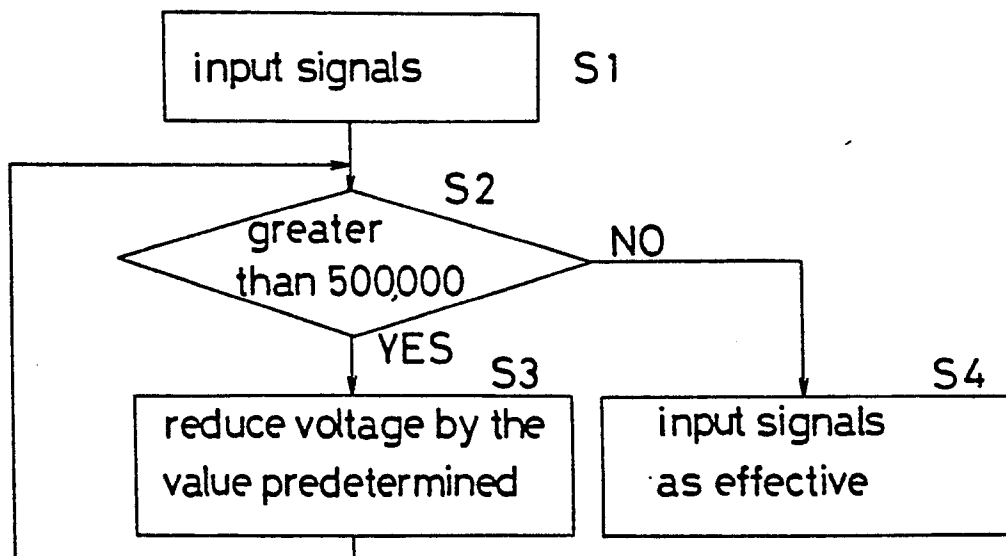 input signals
S1
S2
greater
than 500,000
NO
YES
S3
S4
reduce voltage by the
value predetermined
input signals
as effective